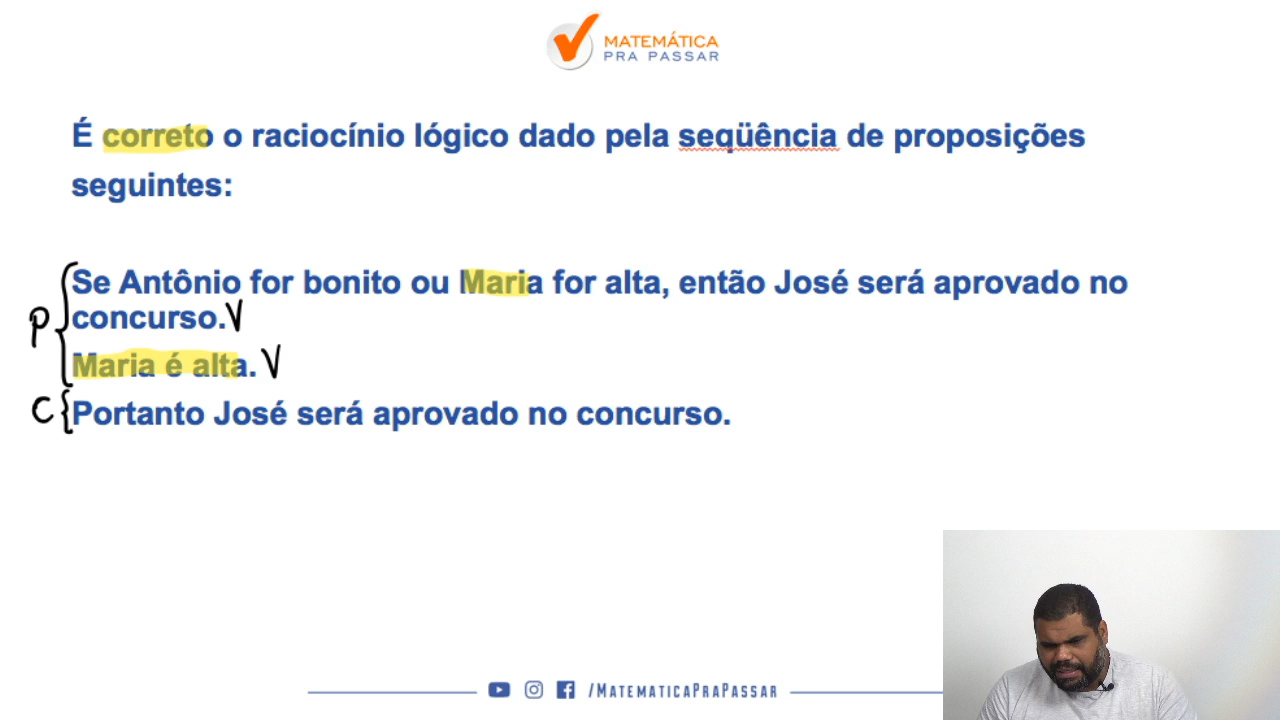 MATEMÁTICA
PRA PASSAR
É correto o raciocínio lógico dado pela seqüência de proposições
seguintes:
Se Antônio for bonito ou Maria for alta, então José será aprovado no
P
concurso. V
Maria é alta. V
C Portanto José será aprovado no concurso.
/MATEMATICAPRAPASSAR